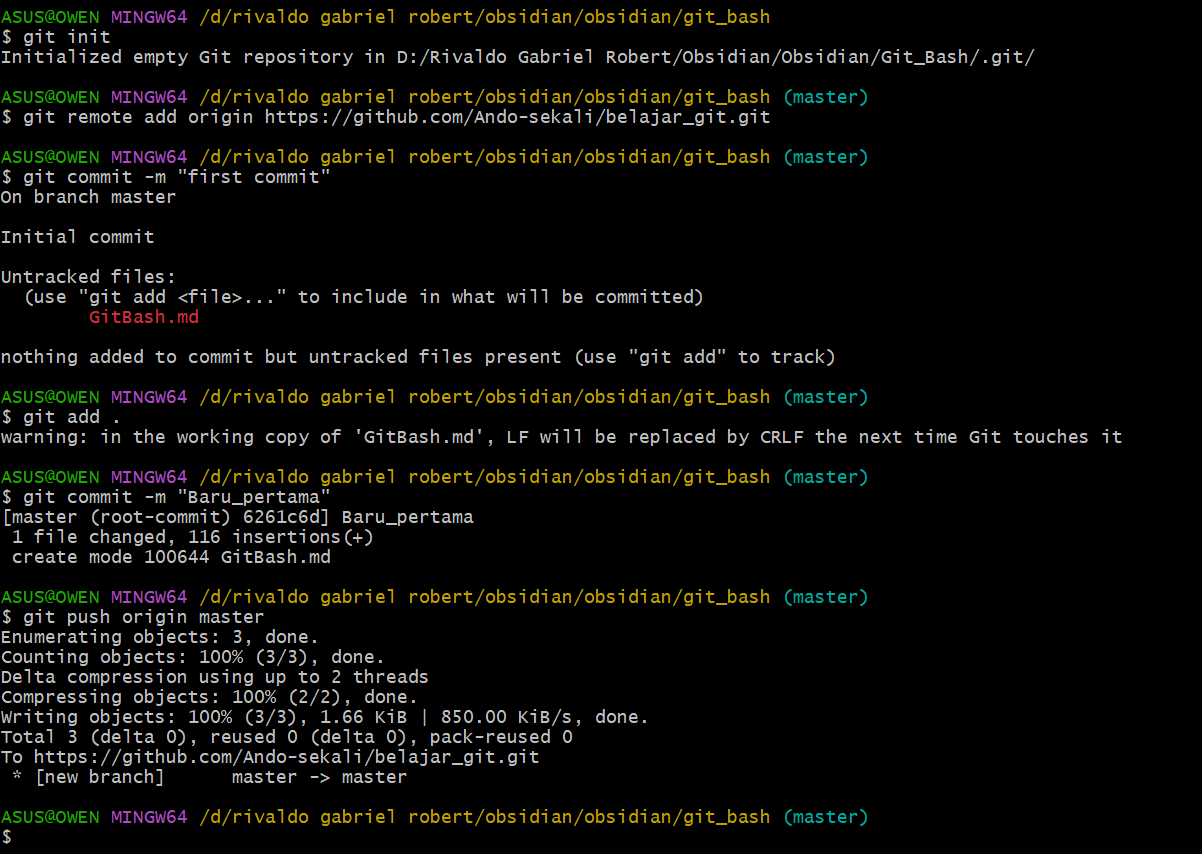 ASUS@OWEN MINGW64 /d/rivaldo gabriel robert/obsidian/obsidian/git_bash
$ git init
Initialized empty Git repository in D:/Rivaldo Gabriel Robert/Obsidian/Obsidian/Git_Bash/.git/
ASUS@OWEN MINGW64 /d/rivaldo gabriel robert/obsidian/obsidian/git_bash (master)
$ git remote add origin https://github.com/Ando-sekali/belajar_git.git
ASUS@OWEN MINGW64 /d/rivaldo gabriel robert/obsidian/obsidian/git_bash (master)
$ git commit -m "first commit"
On branch master
Initial commit
Untracked files:
  (use "git add <file>..." to include in what will be committed)
        GitBash.md
nothing added to commit but untracked files present (use "git add" to track)
ASUS@OWEN MINGW64 /d/rivaldo gabriel robert/obsidian/obsidian/git_bash (master)
$ git add .
warning: in the working copy of 'GitBash.md', LF will be replaced by CRLF the next time Git touches it
ASUS@OWEN MINGW64 /d/rivaldo gabriel robert/obsidian/obsidian/git_bash (master)
$ git commit -m "Baru_pertama"
[master (root-commit) 6261c6d] Baru_pertama
 1 file changed, 116 insertions(+)
 create mode 100644 GitBash.md
ASUS@OWEN MINGW64 /d/rivaldo gabriel robert/obsidian/obsidian/git_bash (master)
$ git push origin master
Enumerating objects: 3, done.
Counting objects: 100% (3/3), done.
Delta compression using up to 2 threads
Compressing objects: 100% (2/2), done.
Writing objects: 100% (3/3), 1.66 KiB | 850.00 KiB/s, done.
Total 3 (delta 0), reused 0 (delta 0), pack-reused 0
To https://github.com/Ando-sekali/belajar_git.git
 * [new branch]      master -> master
ASUS@OWEN MINGW64 /d/rivaldo gabriel robert/obsidian/obsidian/git_bash (master)
$